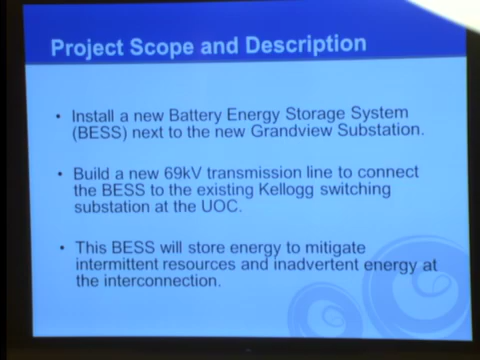 Project Scope and Description
• Install a new Battery Energy Storage System
(BESS) next to the new Grandview Substation.
• Build a new 69kV transmission line to connect
the BESS to the existing Kellogg switching
substation at the UOC.
• This BESS will store energy to mitigate
intermittent resources and inadvertent energy at
the interconnection.